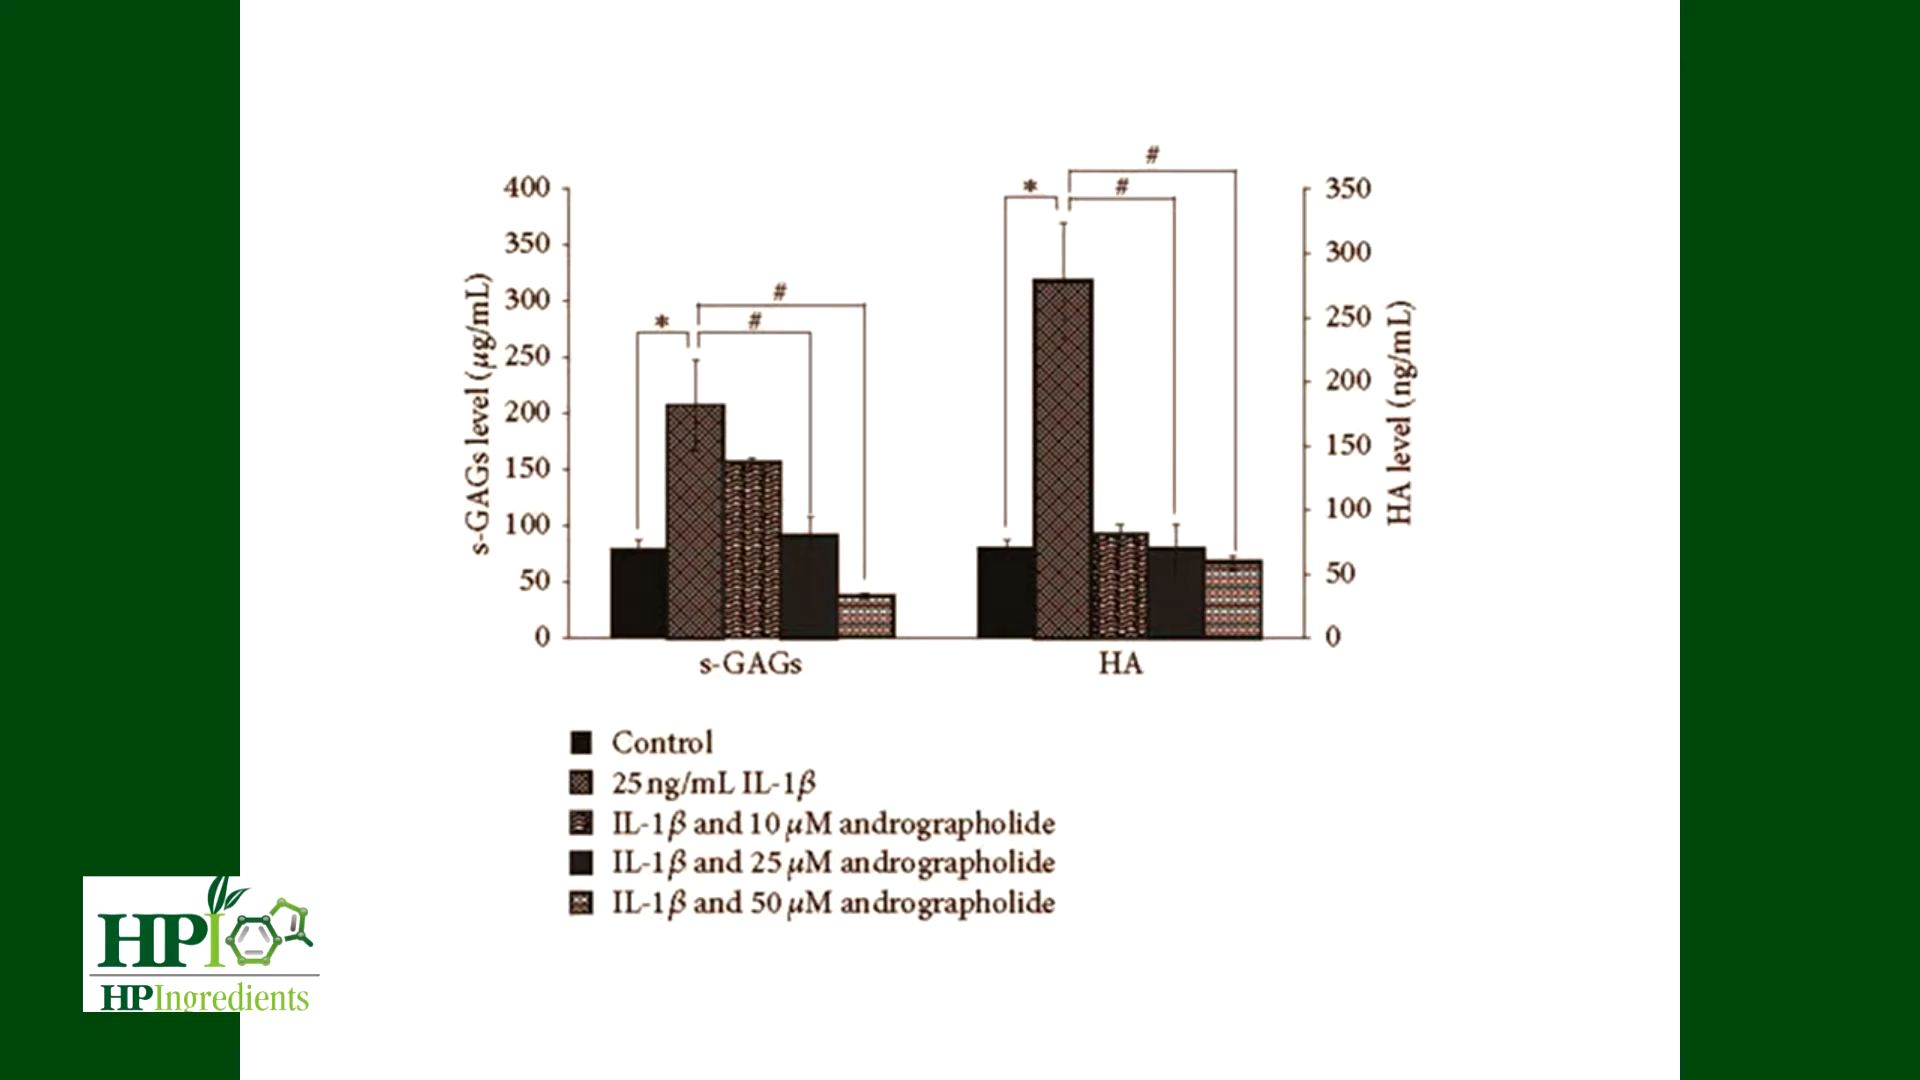 #
#
*
400
350
300
250
200
150
100
50
0
s-GAGs level (μg/mL)
#
#
*
350
300
250
200
150
100
50
0
HA level (ng/mL)
s-GAGs
HA
Control
25 ng/mL IL-1β
IL-1β and 10 μM andrographolide
IL-1β and 25 μM andrographolide
IL-1β and 50 μM andrographolide
HPI
HPIngredients